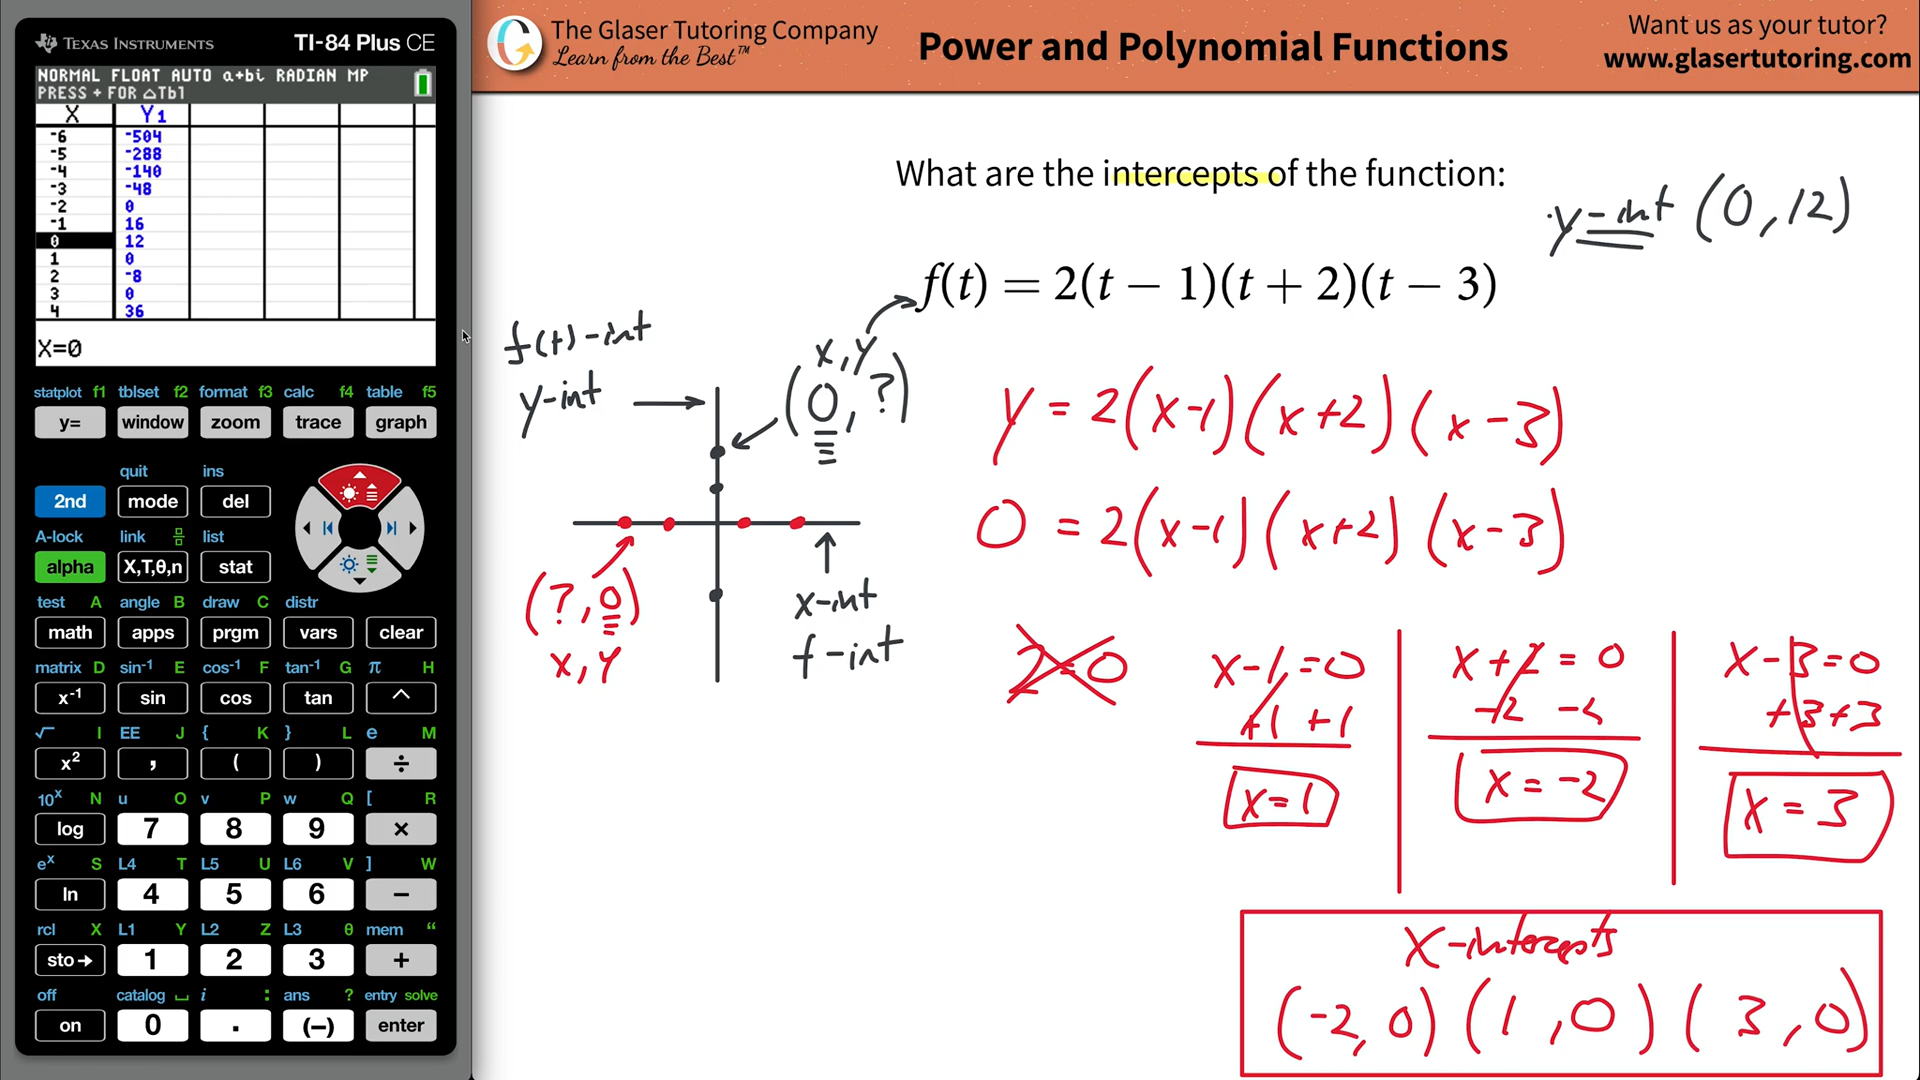 TEXAS INSTRUMENTS TI-84 Plus CE
NORMAL FLOAT AUTO a+bi RADIAN MP
PRESS + FOR △Tbl
X Y1
-6 -504
-5 -288
-4 -140
-3 -48
-2 0
-1 16
0 12
1 0
2 -8
3 0
4 36
X=0
statplot f1 tblset f2 format f3 calc f4 table f5
y= window zoom trace graph
quit ins
2nd mode del
A-lock link list
alpha X,T,θ,n stat
test A angle B draw C distr
math apps prgm vars clear
matrix D sin⁻¹ E cos⁻¹ F tan⁻¹ G π H
x⁻¹ sin cos tan ^
√ I EE J { K } L e M
x² , ( ) ÷
10ˣ N u O v P w Q [ R
log 7 8 9 ×
eˣ S L4 T L5 U L6 V ] W
ln 4 5 6 −
rcl X L1 Y L2 Z L3 θ mem “
sto→ 1 2 3 +
off catalog ⎵ i : ans ? entry solve
on 0 . (−) enter
The Glaser Tutoring Company
Learn from the Best™
Power and Polynomial Functions
Want us as your tutor?
www.glasertutoring.com
What are the intercepts of the function:
y-int (0,12)
f(t) = 2(t − 1)(t + 2)(t − 3)
f(t)-int
y-int
x,y
(0,?)
y = 2(x-1)(x+2)(x-3)
0 = 2(x-1)(x+2)(x-3)
(?,0)
x,y
x-int
f-int
2=0
x-1=0
+1 +1
x=1
x+2=0
x=-2
x-3=0
+3+3
x=3
x-intercepts
(-2,0) (1,0) (3,0)